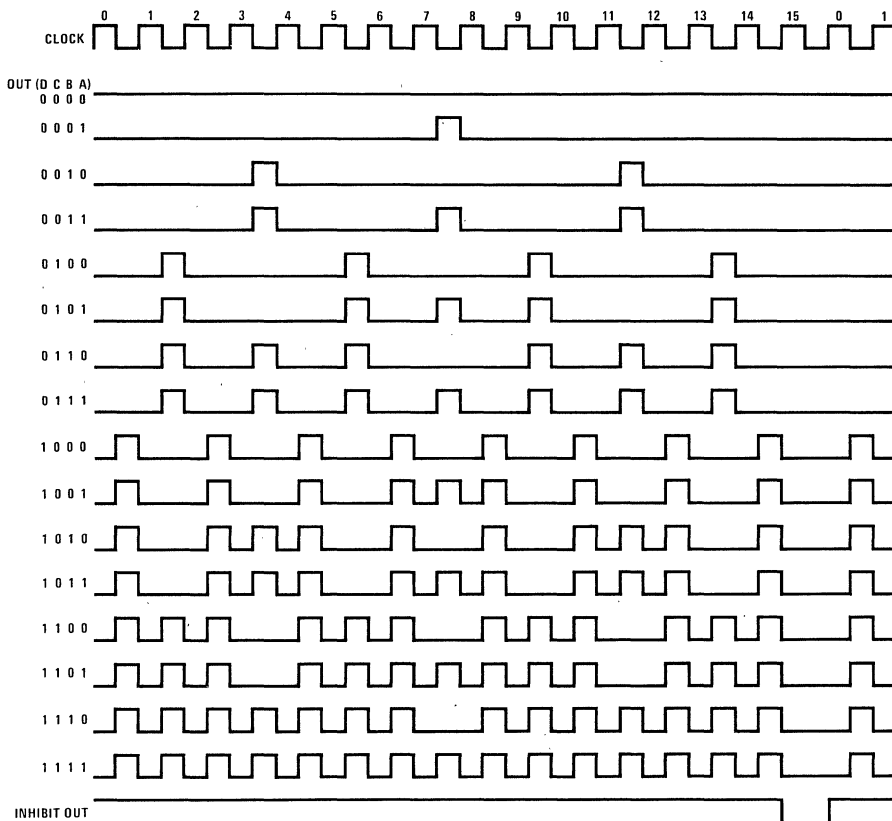 0 1 2 3 4 5 6 7 8 9 10 11 12 13 14 15 0 1
CLOCK
OUT (D C B A)
0 0 0 0
0 0 0 1
0 0 1 0
0 0 1 1
0 1 0 0
0 1 0 1
0 1 1 0
0 1 1 1
1 0 0 0
1 0 0 1
1 0 1 0
1 0 1 1
1 1 0 0
1 1 0 1
1 1 1 0
1 1 1 1
INHIBIT OUT